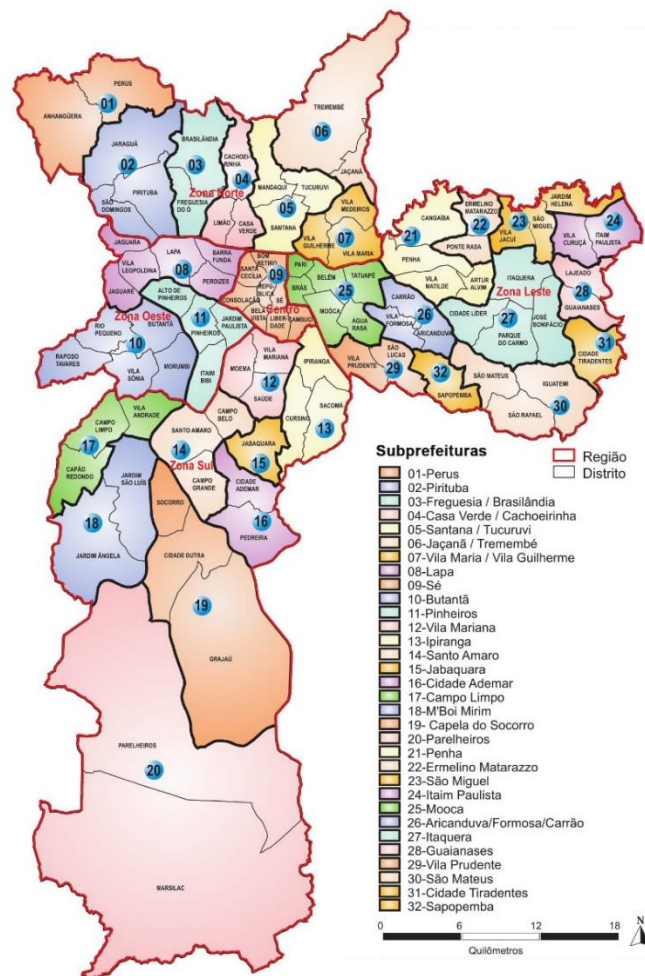 PERUS
01
ANHANGÜERA
TREMEMBÉ
06
JAÇANÃ
JARAGUÁ
02
PIRITUBA
SÃO
DOMINGOS
BRASILÂNDIA
03
FREGUESIA
DO Ó
CACHOEI-
RINHA
04
Zona Norte
LIMÃO
CASA
VERDE
MANDAQUI
TUCURUVI
05
SANTANA
VILA
MEDEIROS
VILA
GUILHERME
07
VILA MARIA
CANGAÍBA
21
PENHA
VILA
MATILDE
ARTUR
ALVIM
ERMELINO
MATARAZZO
22
PONTE RASA
23
VILA
JACUÍ
SÃO
MIGUEL
JARDIM
HELENA
24
VILA
CURUÇÁ
ITAIM
PAULISTA
JAGUARA
LAPA
08
VILA
LEOPOLDINA
BARRA
FUNDA
PERDIZES
JAGUARÉ
ALTO DE
PINHEIROS
BOM
RETIRO
09
SANTA
CECÍLIA
REPÚ-
BLICA
SÉ
Centro
CONSOLAÇÃO
BELA
VISTA
LIBER-
DADE
CAMBUCI
PARI
BRÁS
BELÉM
TATUAPÉ
25
MOÓCA
ÁGUA
RASA
CARRÃO
26
VILA
FORMOSA
ARICANDUVA
ITAQUERA
Zona Leste
CIDADE LÍDER
27
PARQUE
DO CARMO
JOSÉ
BONIFÁCIO
LAJEADO
28
GUAIANASES
31
CIDADE
TIRADENTES
Zona Oeste
RIO
PEQUENO
BUTANTÃ
10
RAPOSO
TAVARES
VILA
SÔNIA
MORUMBI
11
PINHEIROS
JARDIM
PAULISTA
ITAIM
BIBI
MOEMA
VILA
MARIANA
12
SAÚDE
IPIRANGA
CURSINO
SACOMÃ
13
VILA
PRUDENTE
SÃO
LUCAS
29
32
SAPOPEMBA
SÃO MATEUS
IGUATEMI
SÃO RAFAEL
30
CAMPO
LIMPO
VILA
ANDRADE
17
CAPÃO
REDONDO
SANTO AMARO
CAMPO
BELO
14
Zona Sul
CAMPO
GRANDE
JABAQUARA
15
CIDADE
ADEMAR
16
PEDREIRA
JARDIM
SÃO LUÍS
18
JARDIM ÂNGELA
SOCORRO
CIDADE DUTRA
19
GRAJAÚ
PARELHEIROS
20
MARSILAC
Subprefeituras
Região
Distrito
01-Perus
02-Pirituba
03-Freguesia / Brasilândia
04-Casa Verde / Cachoeirinha
05-Santana / Tucuruvi
06-Jaçanã / Tremembé
07-Vila Maria / Vila Guilherme
08-Lapa
09-Sé
10-Butantã
11-Pinheiros
12-Vila Mariana
13-Ipiranga
14-Santo Amaro
15-Jabaquara
16-Cidade Ademar
17-Campo Limpo
18-M'Boi Mirim
19- Capela do Socorro
20-Parelheiros
21-Penha
22-Ermelino Matarazzo
23-São Miguel
24-Itaim Paulista
25-Mooca
26-Aricanduva/Formosa/Carrão
27-Itaquera
28-Guaianases
29-Vila Prudente
30-São Mateus
31-Cidade Tiradentes
32-Sapopemba
0 6 12 18
Quilômetros
N